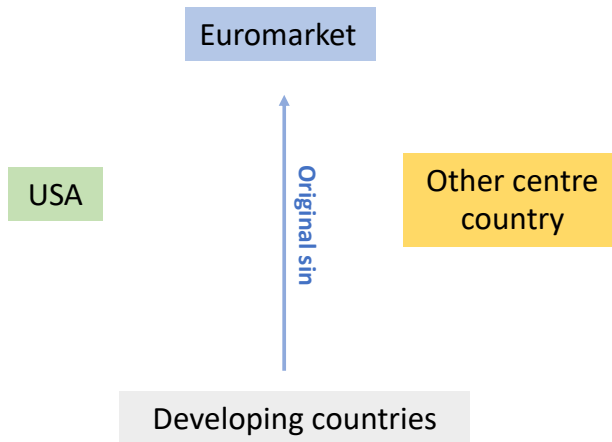 Euromarket
USA
Original sin
Other centre
country
Developing countries